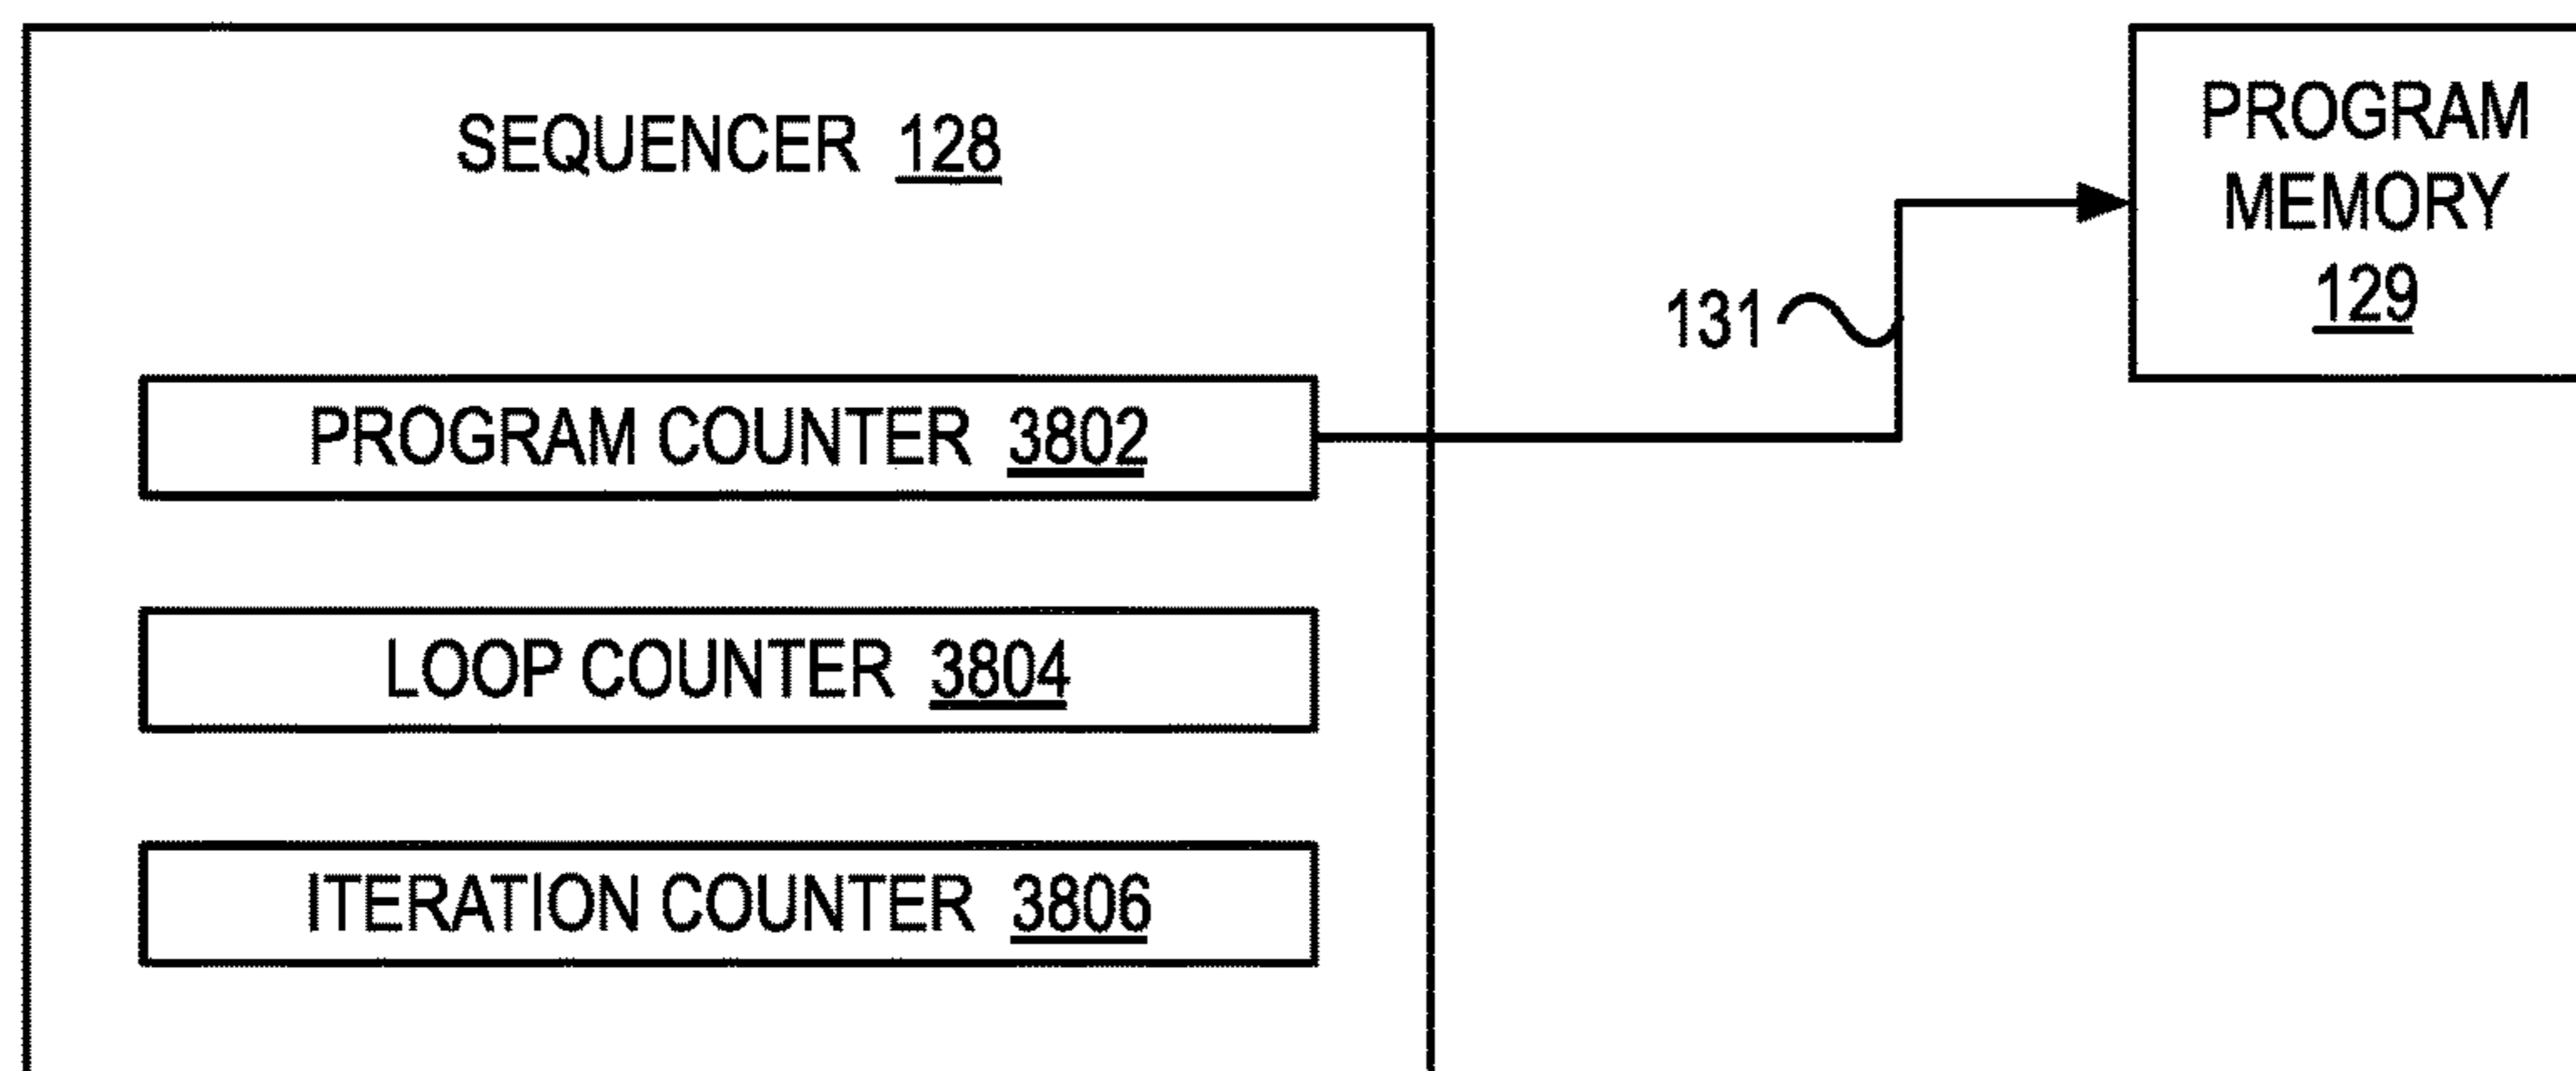 SEQUENCER 128
PROGRAM
MEMORY
129
131
PROGRAM COUNTER 3802
LOOP COUNTER 3804
ITERATION COUNTER 3806